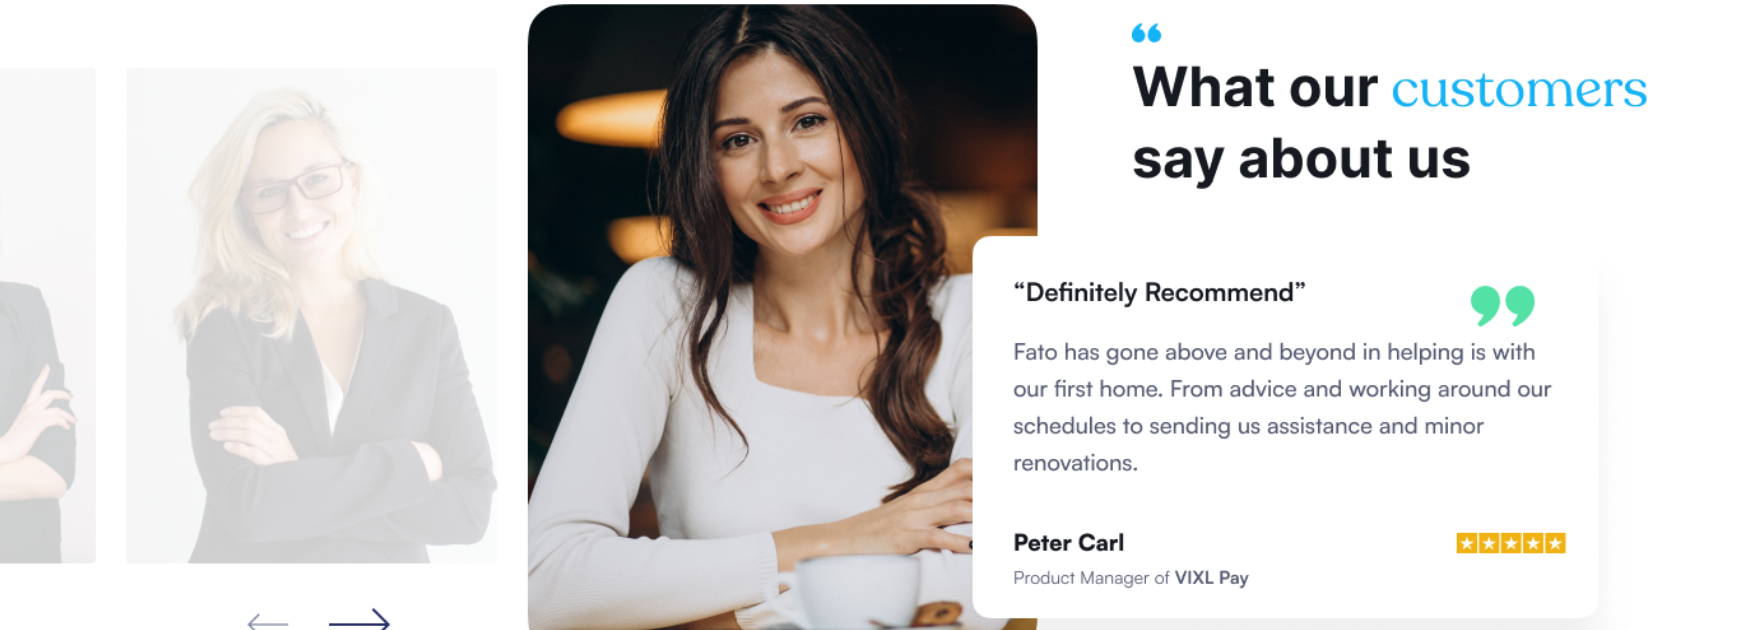 “
What our customers
say about us
“Definitely Recommend”
”
Fato has gone above and beyond in helping is with
our first home. From advice and working around our
schedules to sending us assistance and minor
renovations.
Peter Carl
Product Manager of VIXL Pay